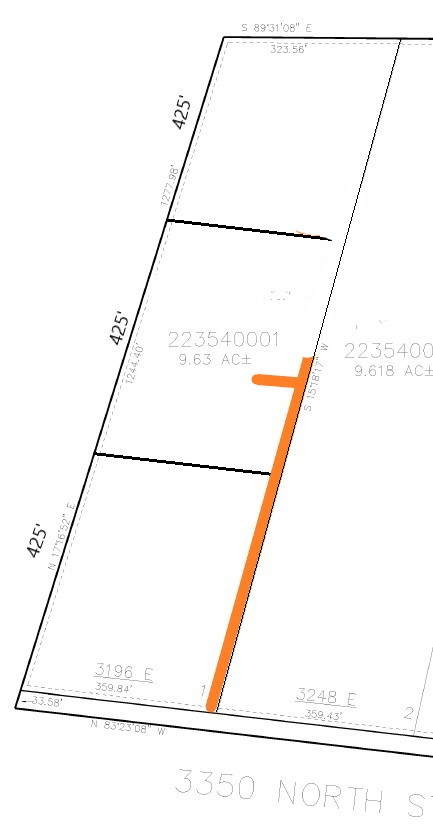 S 89°31'08" E
323.56'
425'
1277.98'
425'
1244.40'
223540001
9.63 AC±
223540
9.618 AC±
S 15°18'17" W
425'
N 17°16'52" E
3196 E
359.84'
1
3248 E
359.43'
2
33.58'
N 83°23'08" W
3350 NORTH ST